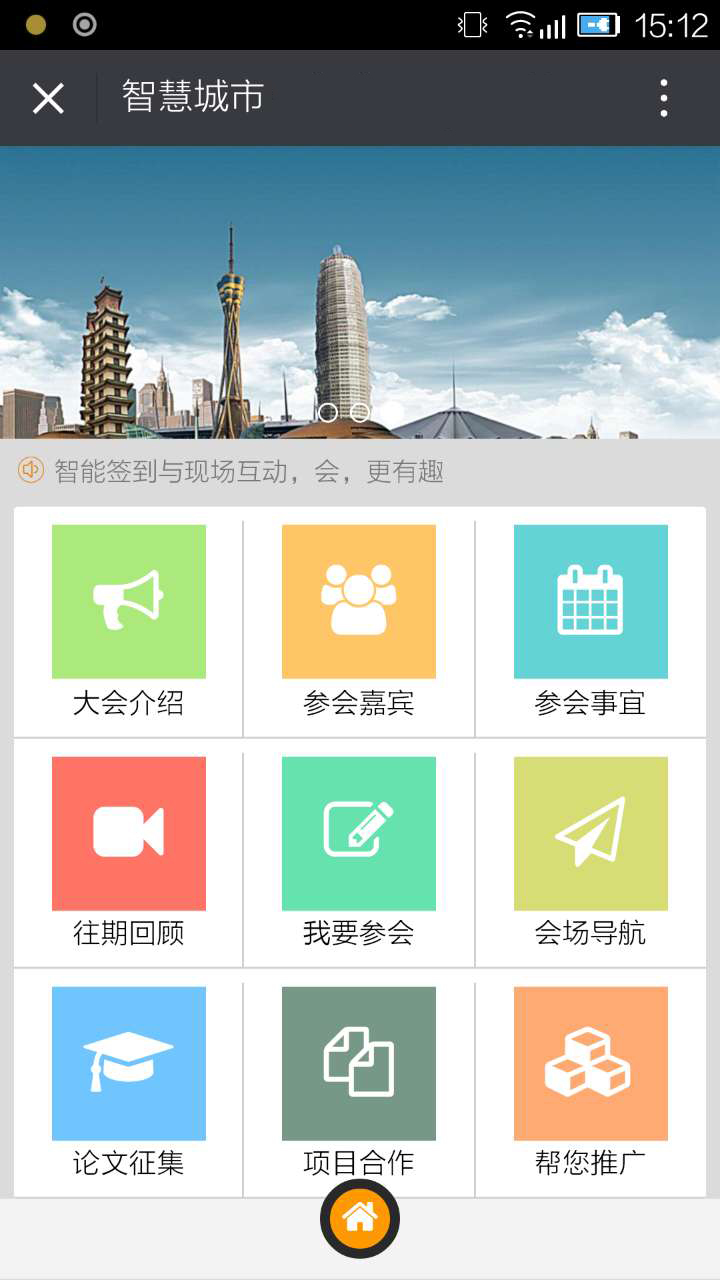 15:12
智慧城市
智能签到与现场互动，会，更有趣
大会介绍
参会嘉宾
参会事宜
往期回顾
我要参会
会场导航
论文征集
项目合作
帮您推广